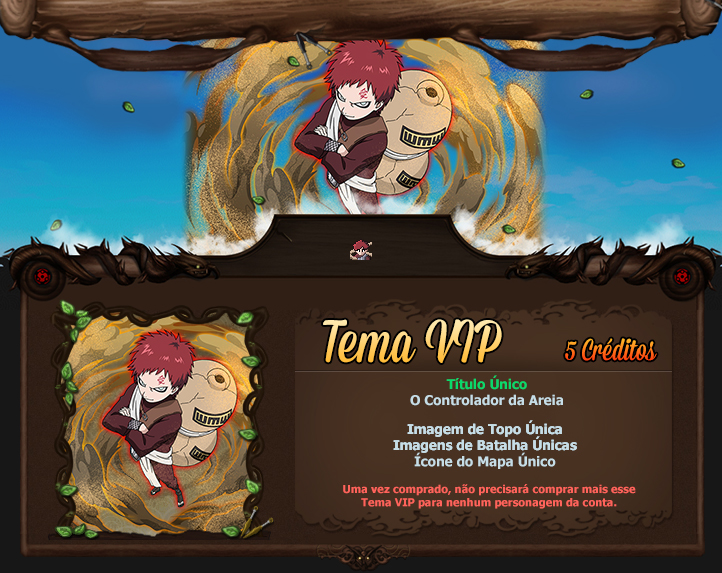 Tema VIP
5 Créditos
Título Único
O Controlador da Areia
Imagem de Topo Única
Imagens de Batalha Únicas
Ícone do Mapa Único
Uma vez comprado, não precisará comprar mais esse
Tema VIP para nenhum personagem da conta.